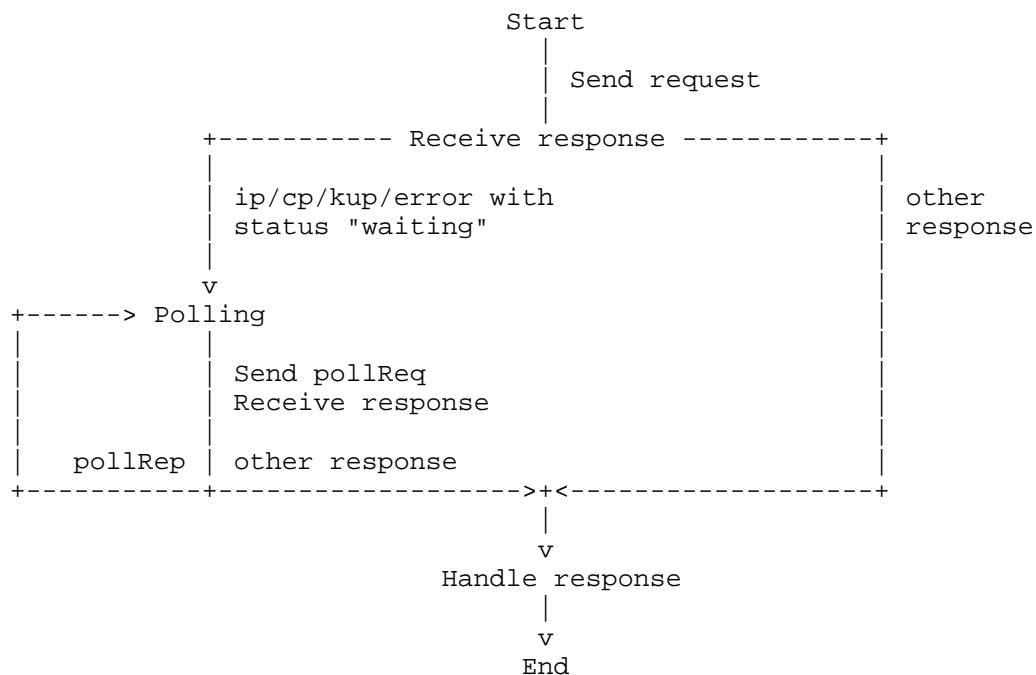 Start
Send request
Receive response
ip/cp/kup/error with
other
status "waiting"
response
v
Polling
Send pollReq
Receive response
pollRep
other response
v
Handle response
v
End